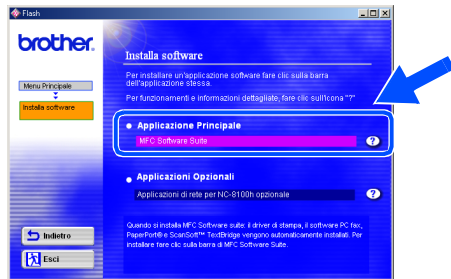 Flash
brother.
Installa software
Per installare un'applicazione software fare clic sulla barra
dell'applicazione stessa.
Per funzionamenti e informazioni dettagliate, fare clic sull'icona "?"
Menu Principale
Installa software
Applicazione Principale
MFC Software Suite
?
Applicazioni Opzionali
Applicazioni di rete per NC-8100h opzionale
?
Quando si installa MFC Software suite: il driver di stampa, il software PC fax,
PaperPort® e ScanSoft™ TextBridge vengono automaticamente installati. Per
installare fare clic sulla barra di MFC Software Suite.
Indietro
Esci